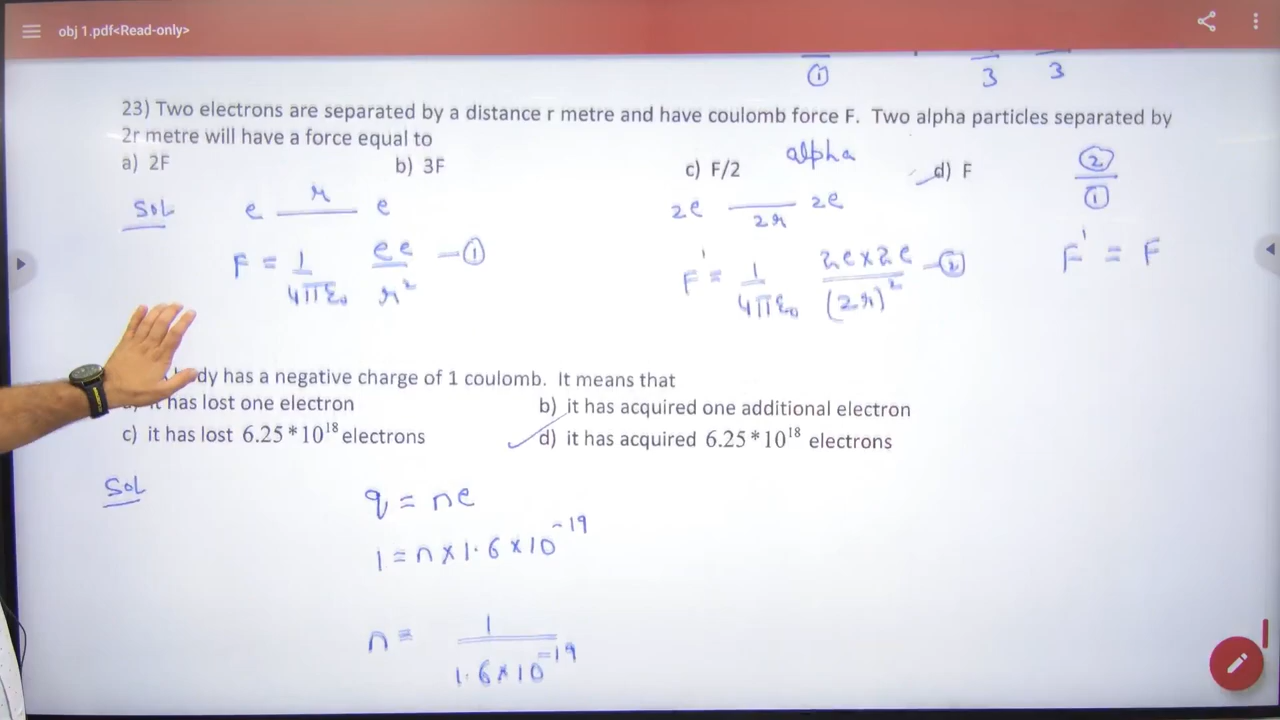 obj 1.pdf<Read-only>
① 3 3
23) Two electrons are separated by a distance r metre and have coulomb force F. Two alpha particles separated by
2r metre will have a force equal to
a) 2F b) 3F c) F/2 d) F
alpha
②/①
Sol
e r e
2e 2r 2e
F = 1/4πε₀ ee/r² —①
F' = 1/4πε₀ 2e×2e/(2r)² —②
F' = F
body has a negative charge of 1 coulomb. It means that
it has lost one electron b) it has acquired one additional electron
c) it has lost 6.25*10¹⁸ electrons d) it has acquired 6.25*10¹⁸ electrons
Sol
q = ne
1 = n×1.6×10⁻¹⁹
n = 1/1.6×10⁻¹⁹